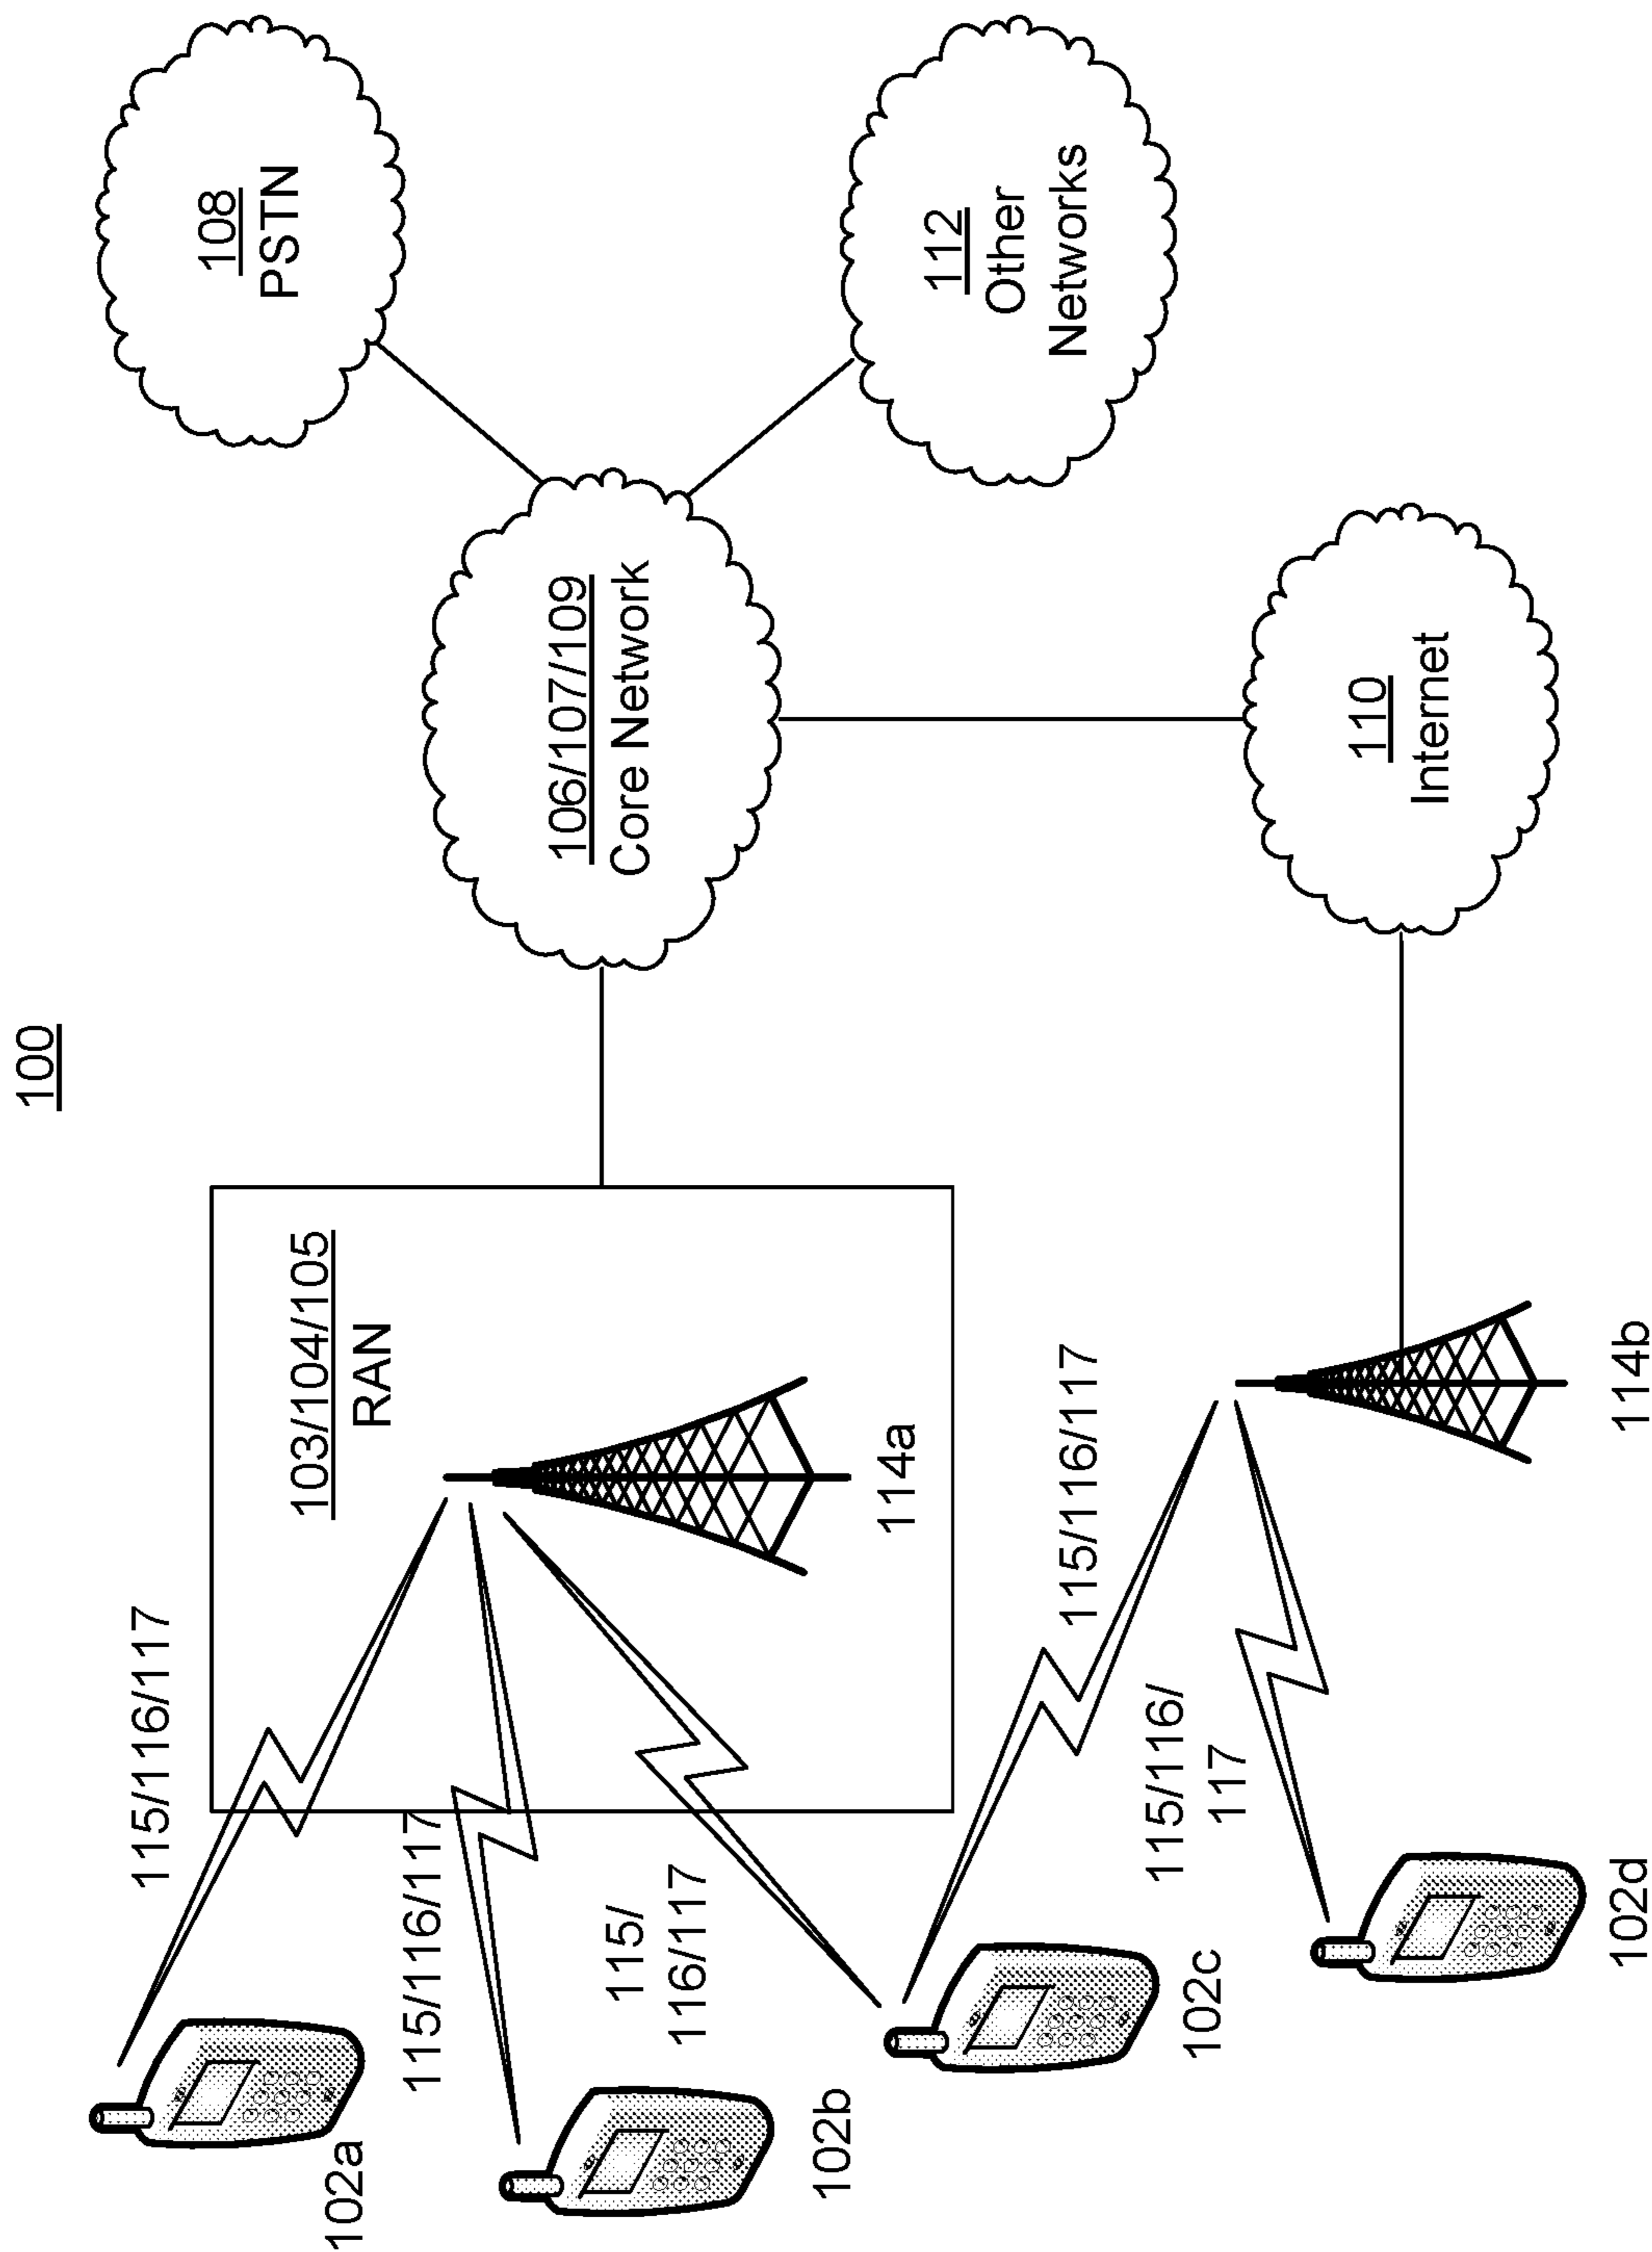 100
102a
115/116/117
103/104/105
RAN
106/107/109
Core Network
108
PSTN
102b
115/116/117
115/
116/117
114a
112
Other
Networks
102c
115/116/117
115/116/
117
102d
114b
110
Internet